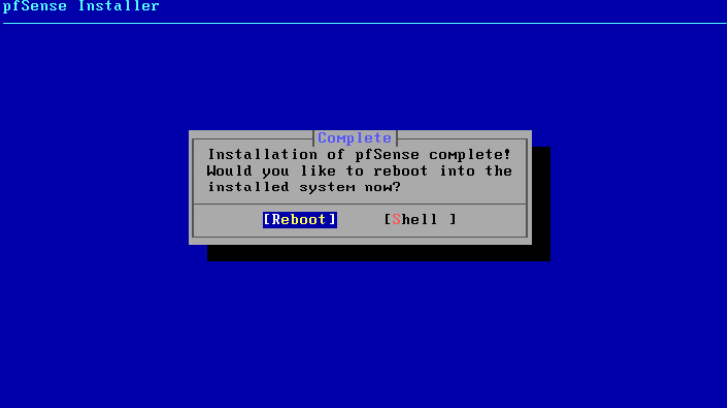 pfSense Installer
Complete
Installation of pfSense complete!
Would you like to reboot into the
installed system now?
[Reboot] [Shell ]